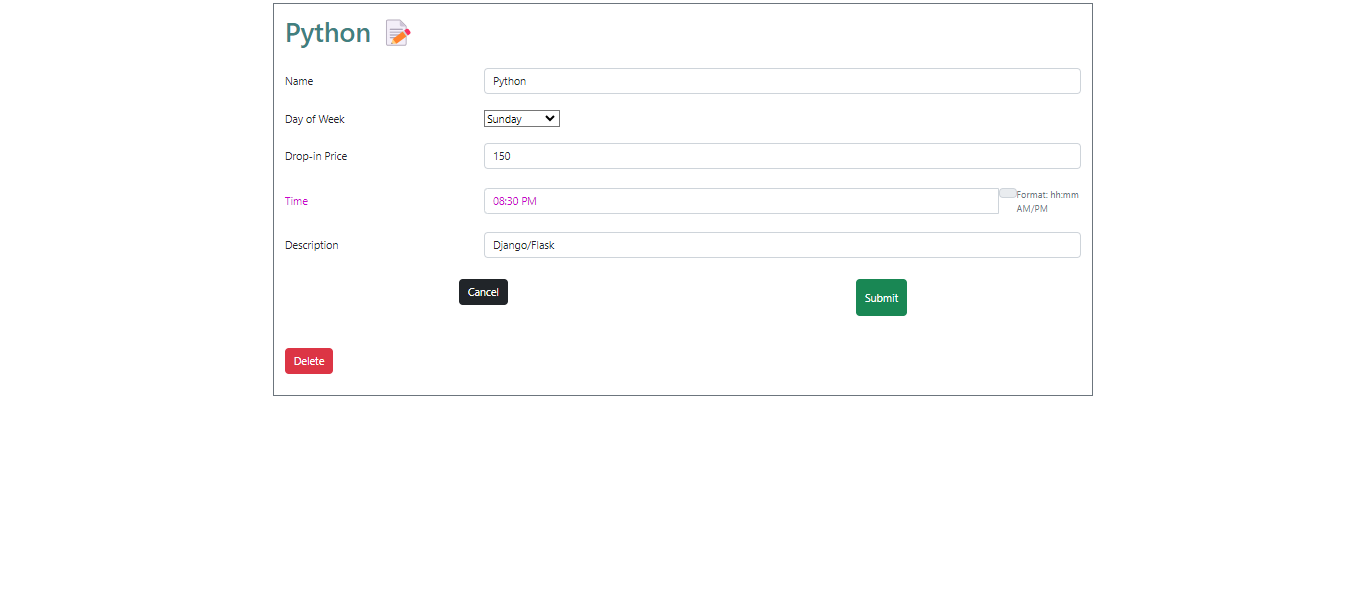 Python
Name
Python
Day of Week
Sunday
Drop-in Price
150
Time
08:30 PM
Format: hh:mm
AM/PM
Description
Django/Flask
Cancel
Submit
Delete